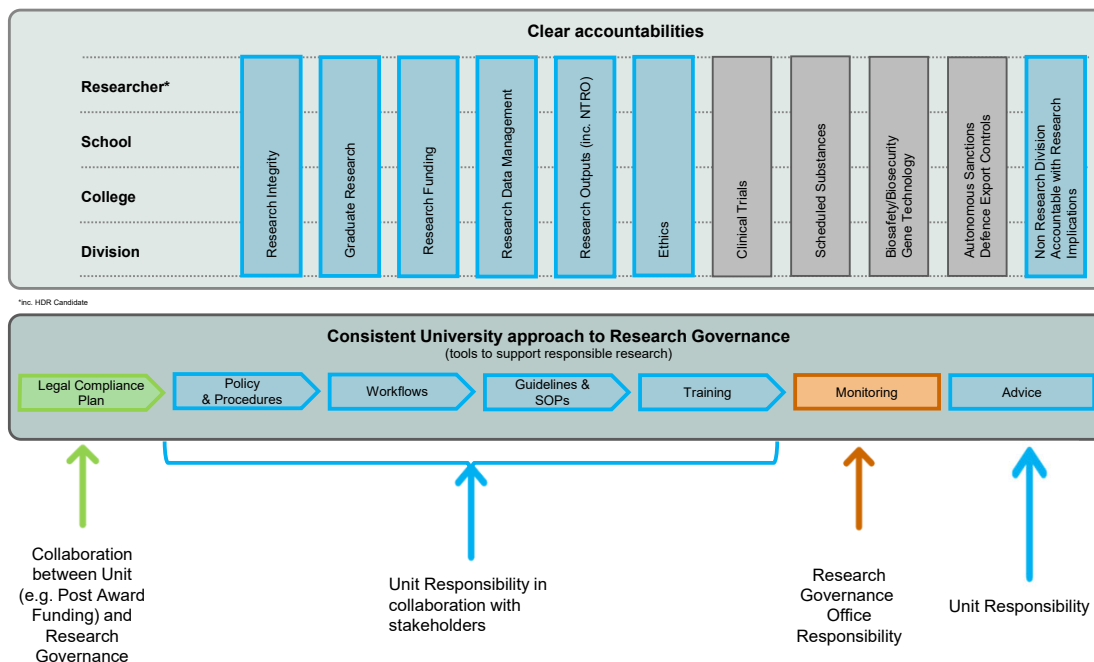 Clear accountabilities
Researcher*
School
College
Division
Research Integrity
Graduate Research
Research Funding
Research Data Management
Research Outputs (inc. NTRO)
Ethics
Clinical Trials
Scheduled Substances
Biosafety/Biosecurity
Gene Technology
Autonomous Sanctions
Defence Export Controls
Non Research Division
Accountable with Research
Implications
*inc. HDR Candidate
Consistent University approach to Research Governance
(tools to support responsible research)
Legal Compliance
Plan
Policy
& Procedures
Workflows
Guidelines &
SOPs
Training
Monitoring
Advice
Collaboration
between Unit
(e.g. Post Award
Funding) and
Research
Governance
Unit Responsibility in
collaboration with
stakeholders
Research
Governance
Office
Responsibility
Unit Responsibility